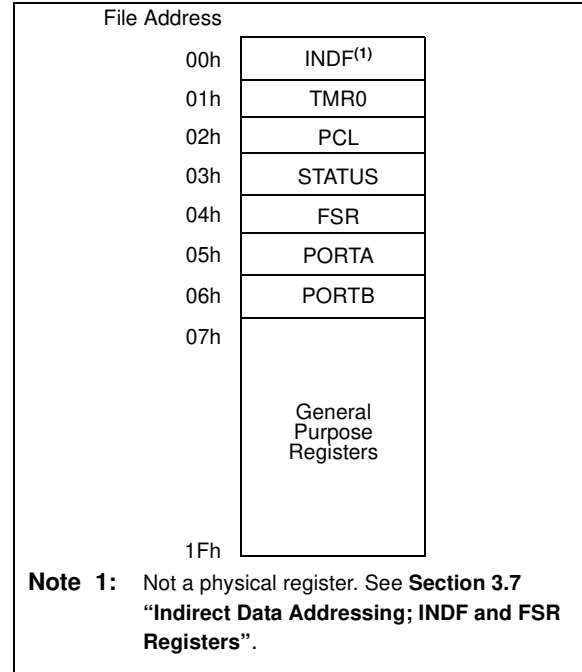 File Address
00h INDF(1)
01h TMR0
02h PCL
03h STATUS
04h FSR
05h PORTA
06h PORTB
07h
General
Purpose
Registers
1Fh
Note 1: Not a physical register. See Section 3.7
“Indirect Data Addressing; INDF and FSR
Registers”.